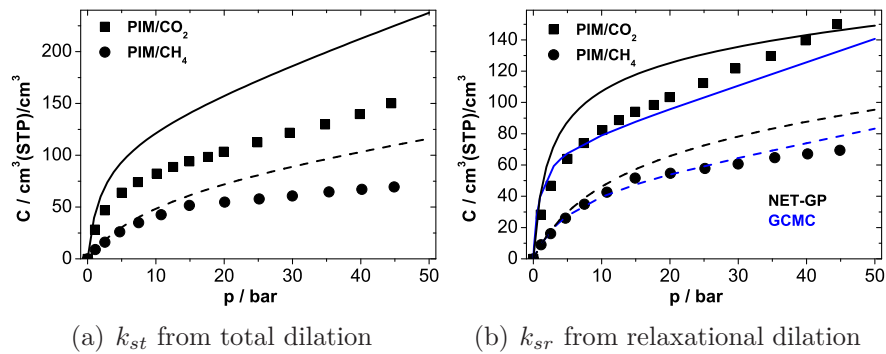 PIM/CO₂
PIM/CH₄
C / cm³(STP)/cm³
200
150
100
50
0
0 10 20 30 40 50
p / bar
(a) k_st from total dilation
PIM/CO₂
PIM/CH₄
NET-GP
GCMC
C / cm³(STP)/cm³
140
120
100
80
60
40
20
0
0 10 20 30 40 50
p / bar
(b) k_sr from relaxational dilation